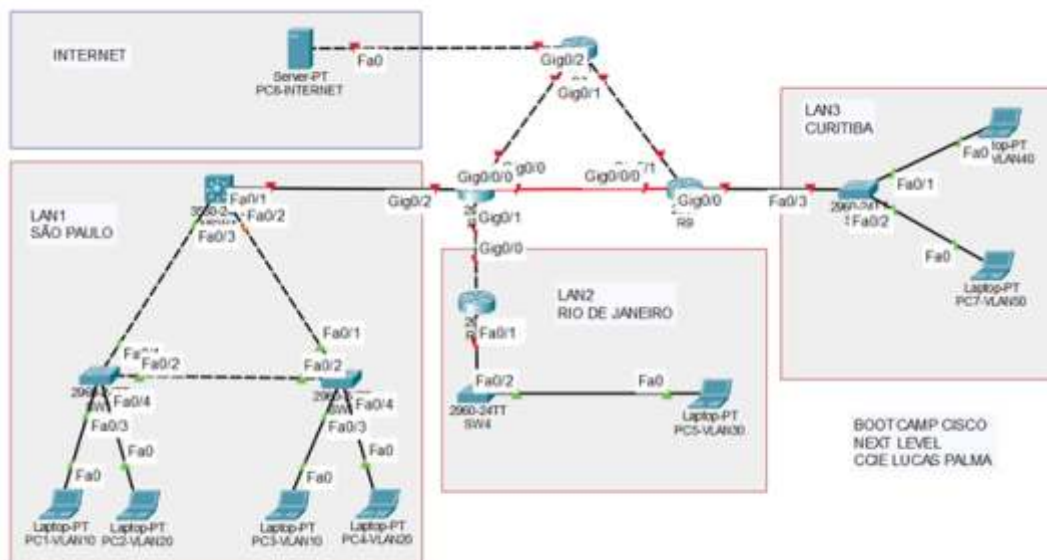 INTERNET
Server-PT
PC6-INTERNET
Fa0
Gig0/2
Gig0/1
LAN3
CURITIBA
Fa0
Fa0/1
Fa0/3
Fa0/2
Fa0
Laptop-PT
PC7-VLAN50
Gig0/0/0
Gig0/0/0
Gig0/0
R9
Gig0/2
Gig0/1
Gig0/0
LAN1
SÃO PAULO
Fa0/1
Fa0/2
Fa0/3
Fa0/1
Fa0/2
Fa0/2
Fa0/4
Fa0/3
Fa0
Fa0
Fa0/4
Fa0/3
Fa0
Fa0
Laptop-PT
PC1-VLAN10
Laptop-PT
PC2-VLAN20
Laptop-PT
PC3-VLAN10
Laptop-PT
PC4-VLAN20
LAN2
RIO DE JANEIRO
Fa0/1
Fa0/2
2960-24TT
SW4
Fa0
Laptop-PT
PC5-VLAN30
BOOTCAMP CISCO
NEXT LEVEL
CCIE LUCAS PALMA